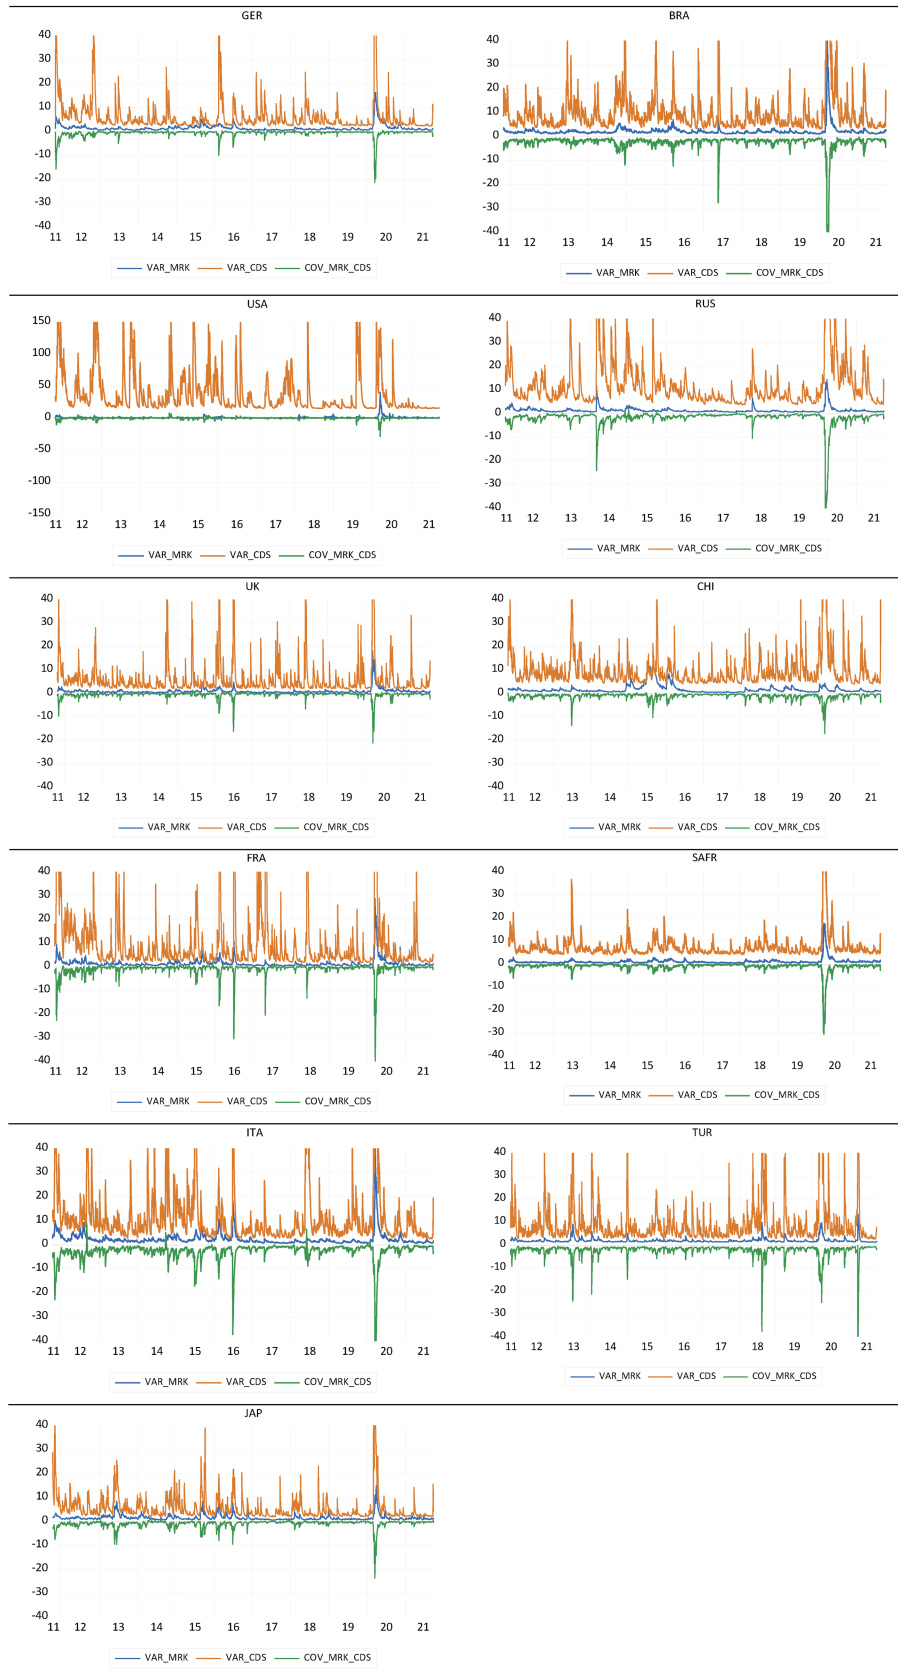 GER
40
30
20
10
0
-10
-20
-30
-40
11 12 13 14 15 16 17 18 19 20 21
VAR_MRK VAR_CDS COV_MRK_CDS
BRA
40
30
20
10
0
-10
-20
-30
-40
11 12 13 14 15 16 17 18 19 20 21
VAR_MRK VAR_CDS COV_MRK_CDS
USA
150
100
50
0
-50
-100
-150
11 12 13 14 15 16 17 18 19 20 21
VAR_MRK VAR_CDS COV_MRK_CDS
RUS
40
30
20
10
0
-10
-20
-30
-40
11 12 13 14 15 16 17 18 19 20 21
VAR_MRK VAR_CDS COV_MRK_CDS
UK
40
30
20
10
0
-10
-20
-30
-40
11 12 13 14 15 16 17 18 19 20 21
VAR_MRK VAR_CDS COV_MRK_CDS
CHI
40
30
20
10
0
-10
-20
-30
-40
11 12 13 14 15 16 17 18 19 20 21
VAR_MRK VAR_CDS COV_MRK_CDS
FRA
40
30
20
10
0
-10
-20
-30
-40
11 12 13 14 15 16 17 18 19 20 21
VAR_MRK VAR_CDS COV_MRK_CDS
SAFR
40
30
20
10
0
-10
-20
-30
-40
11 12 13 14 15 16 17 18 19 20 21
VAR_MRK VAR_CDS COV_MRK_CDS
ITA
40
30
20
10
0
-10
-20
-30
-40
11 12 13 14 15 16 17 18 19 20 21
VAR_MRK VAR_CDS COV_MRK_CDS
TUR
40
30
20
10
0
-10
-20
-30
-40
11 12 13 14 15 16 17 18 19 20 21
VAR_MRK VAR_CDS COV_MRK_CDS
JAP
40
30
20
10
0
-10
-20
-30
-40
11 12 13 14 15 16 17 18 19 20 21
VAR_MRK VAR_CDS COV_MRK_CDS